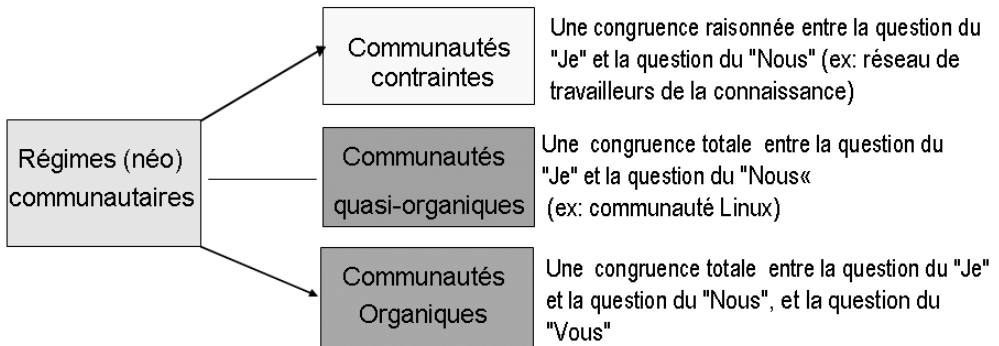 Régimes (néo)
communautaires
Communautés
contraintes
Une congruence raisonnée entre la question du
"Je" et la question du "Nous" (ex: réseau de
travailleurs de la connaissance)
Communautés
quasi-organiques
Une congruence totale entre la question du
"Je" et la question du "Nous«
(ex: communauté Linux)
Communautés
Organiques
Une congruence totale entre la question du "Je"
et la question du "Nous", et la question du
"Vous"